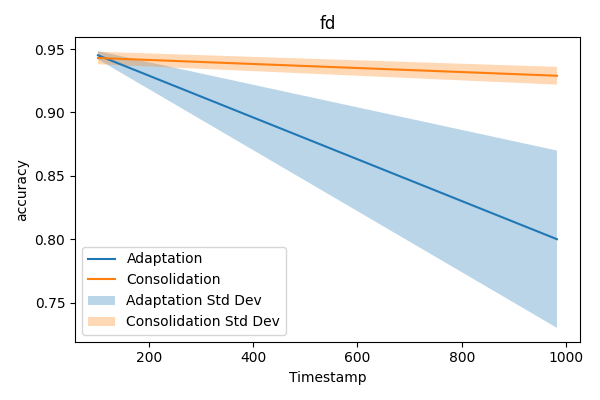 fd
0.95
0.90
0.85
0.80
0.75
accuracy
Adaptation
Consolidation
Adaptation Std Dev
Consolidation Std Dev
200 400 600 800 1000
Timestamp